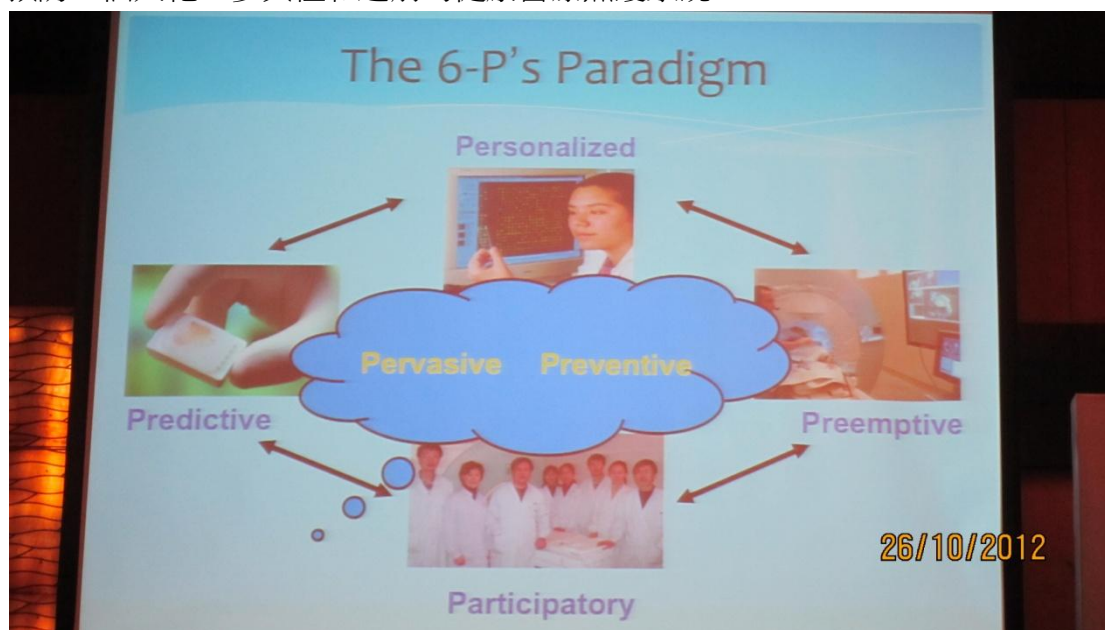 The 6-P's Paradigm
Personalized
Pervasive Preventive
Predictive
Preemptive
Participatory
26/10/2012